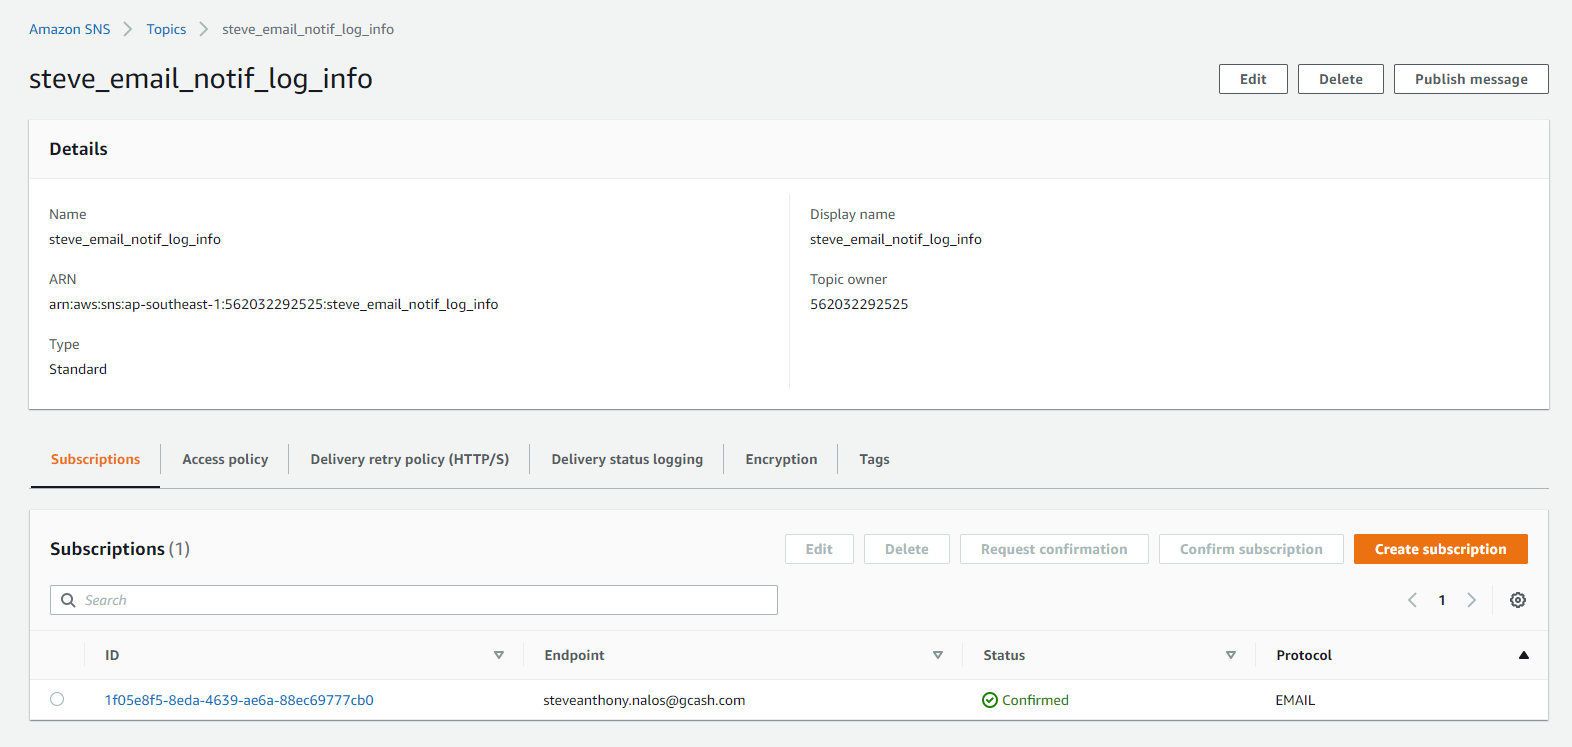 Amazon SNS > Topics > steve_email_notif_log_info
steve_email_notif_log_info
Edit Delete Publish message
Details
Name
steve_email_notif_log_info
ARN
arn:aws:sns:ap-southeast-1:562032292525:steve_email_notif_log_info
Type
Standard
Display name
steve_email_notif_log_info
Topic owner
562032292525
Subscriptions Access policy Delivery retry policy (HTTP/S) Delivery status logging Encryption Tags
Subscriptions (1)
Edit Delete Request confirmation Confirm subscription Create subscription
Search
1
ID Endpoint Status Protocol
1f05e8f5-8eda-4639-ae6a-88ec69777cb0 steveanthony.nalos@gcash.com Confirmed EMAIL